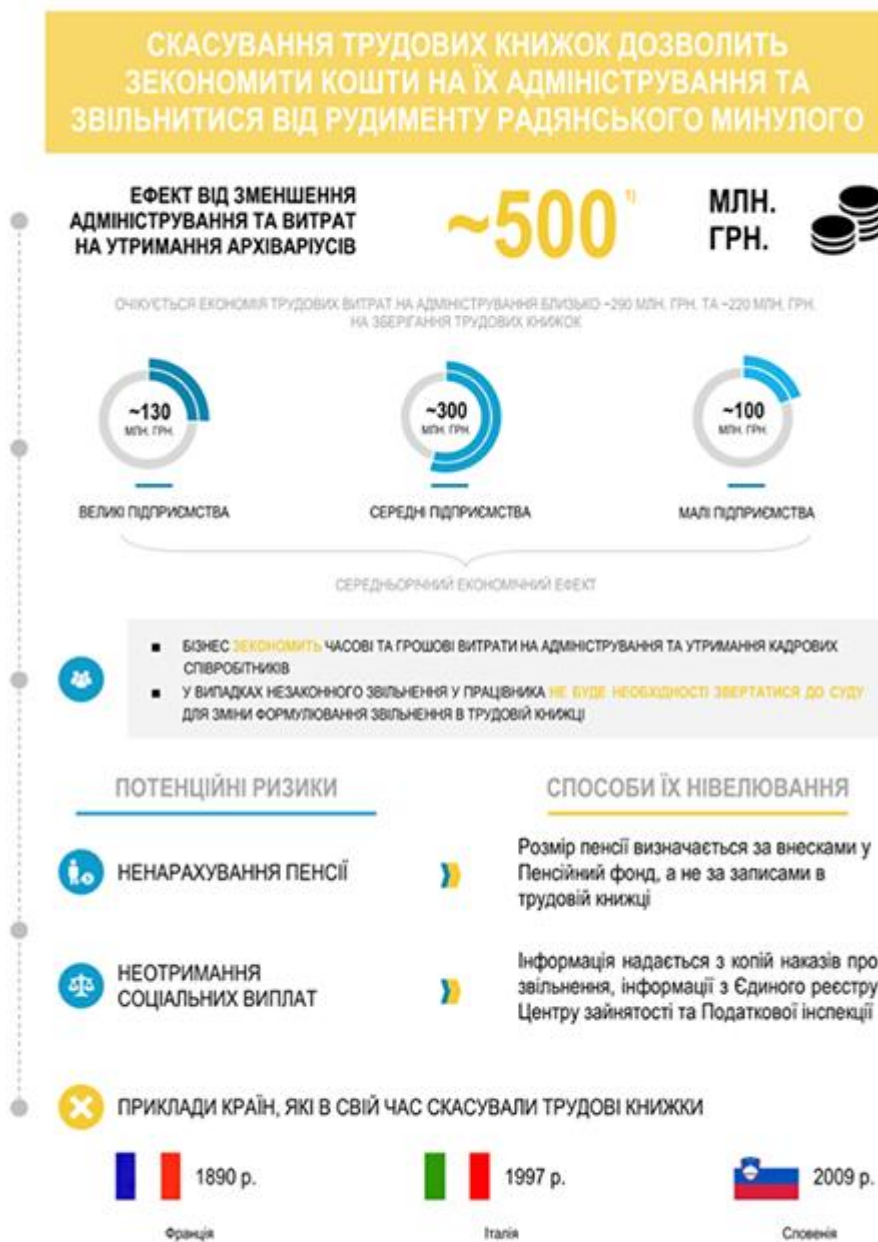 СКАСУВАННЯ ТРУДОВИХ КНИЖОК ДОЗВОЛИТЬ
ЗЕКОНОМИТИ КОШТИ НА ЇХ АДМІНІСТРУВАННЯ ТА
ЗВІЛЬНИТИСЯ ВІД РУДИМЕНТУ РАДЯНСЬКОГО МИНУЛОГО
ЕФЕКТ ВІД ЗМЕНШЕННЯ
АДМІНІСТРУВАННЯ ТА ВИТРАТ
НА УТРИМАННЯ АРХІВАРІУСІВ
~500
МЛН.
ГРН.
ОЧІКУЄТЬСЯ ЕКОНОМІЯ ТРУДОВИХ ВИТРАТ НА АДМІНІСТРУВАННЯ БЛИЗЬКО ~290 МЛН. ГРН. ТА ~220 МЛН. ГРН.
НА ЗБЕРІГАННЯ ТРУДОВИХ КНИЖОК
~130
МЛН. ГРН.
~300
МЛН. ГРН.
~100
МЛН. ГРН.
ВЕЛИКІ ПІДПРИЄМСТВА
СЕРЕДНІ ПІДПРИЄМСТВА
МАЛІ ПІДПРИЄМСТВА
СЕРЕДНЬОРІЧНИЙ ЕКОНОМІЧНИЙ ЕФЕКТ
БІЗНЕС ЗЕКОНОМИТЬ ЧАСОВІ ТА ГРОШОВІ ВИТРАТИ НА АДМІНІСТРУВАННЯ ТА УТРИМАННЯ КАДРОВИХ
СПІВРОБІТНИКІВ
У ВИПАДКАХ НЕЗАКОННОГО ЗВІЛЬНЕННЯ У ПРАЦІВНИКА НЕ БУДЕ НЕОБХІДНОСТІ ЗВЕРТАТИСЯ ДО СУДУ
ДЛЯ ЗМІНИ ФОРМУЛЮВАННЯ ЗВІЛЬНЕННЯ В ТРУДОВІЙ КНИЖЦІ
ПОТЕНЦІЙНІ РИЗИКИ
СПОСОБИ ЇХ НІВЕЛЮВАННЯ
НЕНАРАХУВАННЯ ПЕНСІЇ
Розмір пенсії визначається за внесками у
Пенсійний фонд, а не за записами в
трудовій книжці
НЕОТРИМАННЯ
СОЦІАЛЬНИХ ВИПЛАТ
Інформація надається з копій наказів про
звільнення, інформації з Єдиного реєстру
Центру зайнятості та Податкової інспекції
ПРИКЛАДИ КРАЇН, ЯКІ В СВІЙ ЧАС СКАСУВАЛИ ТРУДОВІ КНИЖКИ
1890 р.
1997 р.
2009 р.
Франція
Італія
Словенія